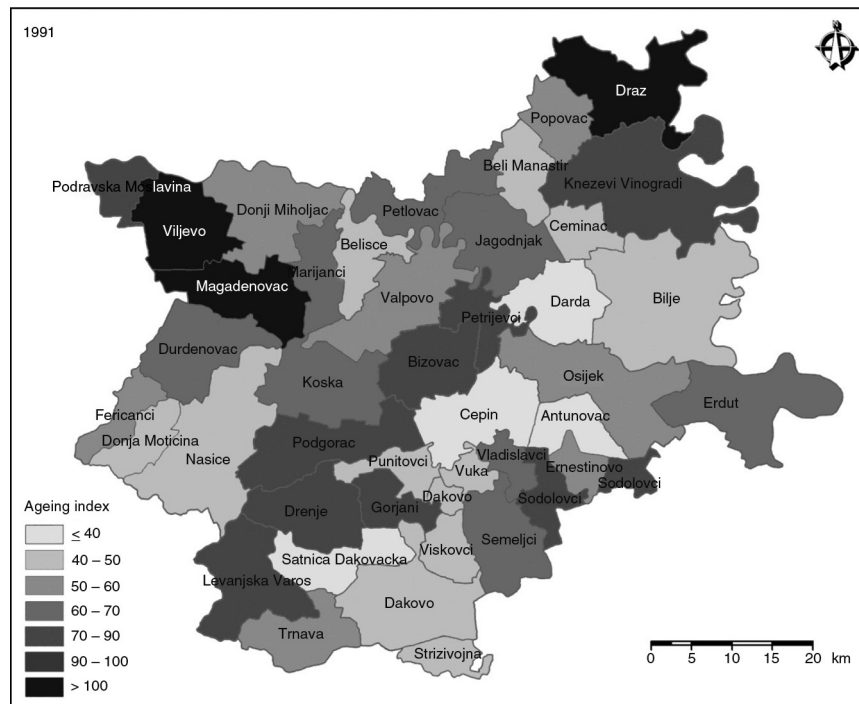 1991
Draz
Popovac
Beli Manastir
Podravska Mos lavina
Knezevi Vinogradi
Donji Miholjac
Petlovac
Viljevo
Ceminac
Belisce
Jagodnjak
Marijanci
Magadenovac
Valpovo
Darda
Bilje
Petrijevci
Durdenovac
Bizovac
Koska
Osijek
Erdut
Fericanci
Cepin
Antunovac
Donja Moticina
Podgorac
Nasice
Punitovci
Vladislavci
Vuka
Ernestinovo
Sodolovci
Dakovo
Sodolovci
Gorjani
Drenje
Semeljci
Viskovci
Satnica Dakovacka
Levanjska Varos
Dakovo
Trnava
Strizivojna
Ageing index
≤ 40
40 – 50
50 – 60
60 – 70
70 – 90
90 – 100
> 100
0 5 10 15 20 km